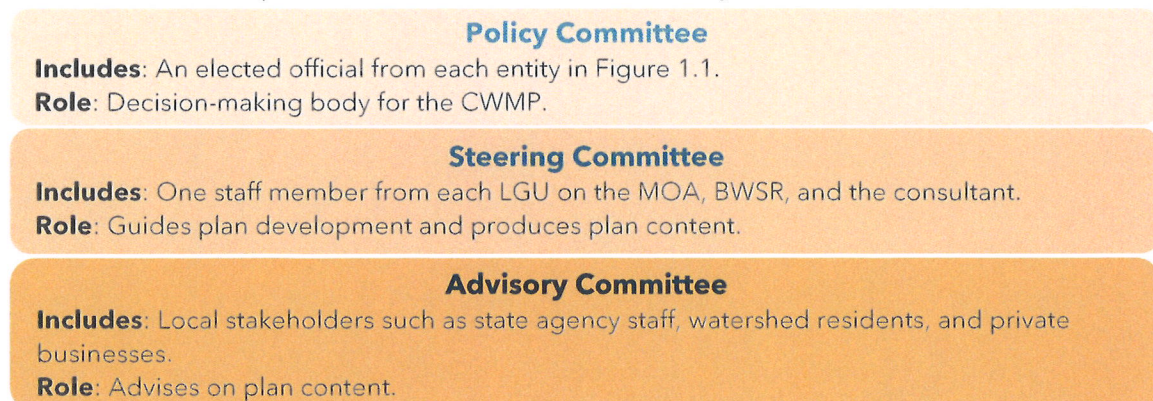 Policy Committee
Includes: An elected official from each entity in Figure 1.1.
Role: Decision-making body for the CWMP.
Steering Committee
Includes: One staff member from each LGU on the MOA, BWSR, and the consultant.
Role: Guides plan development and produces plan content.
Advisory Committee
Includes: Local stakeholders such as state agency staff, watershed residents, and private
businesses.
Role: Advises on plan content.